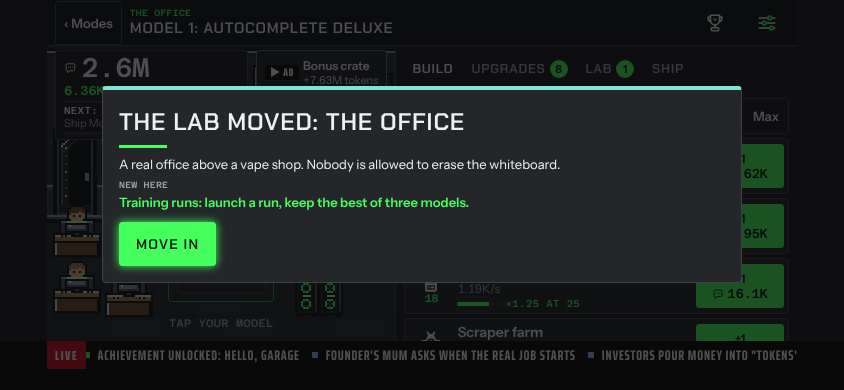 ‹ Modes
THE OFFICE
MODEL 1: AUTOCOMPLETE DELUXE
2.6M
6.36K
NEXT:
Ship Mo
AD
Bonus crate
+7.63M tokens
BUILD UPGRADES 8 LAB 1 SHIP
Max
THE LAB MOVED: THE OFFICE
A real office above a vape shop. Nobody is allowed to erase the whiteboard.
NEW HERE
Training runs: launch a run, keep the best of three models.
MOVE IN
62K
95K
1.19K/s
18
×1.25 AT 25
16.1K
TAP YOUR MODEL
Scraper farm
+1
LIVE
ACHIEVEMENT UNLOCKED: HELLO, GARAGE
FOUNDER'S MUM ASKS WHEN THE REAL JOB STARTS
INVESTORS POUR MONEY INTO "TOKENS'